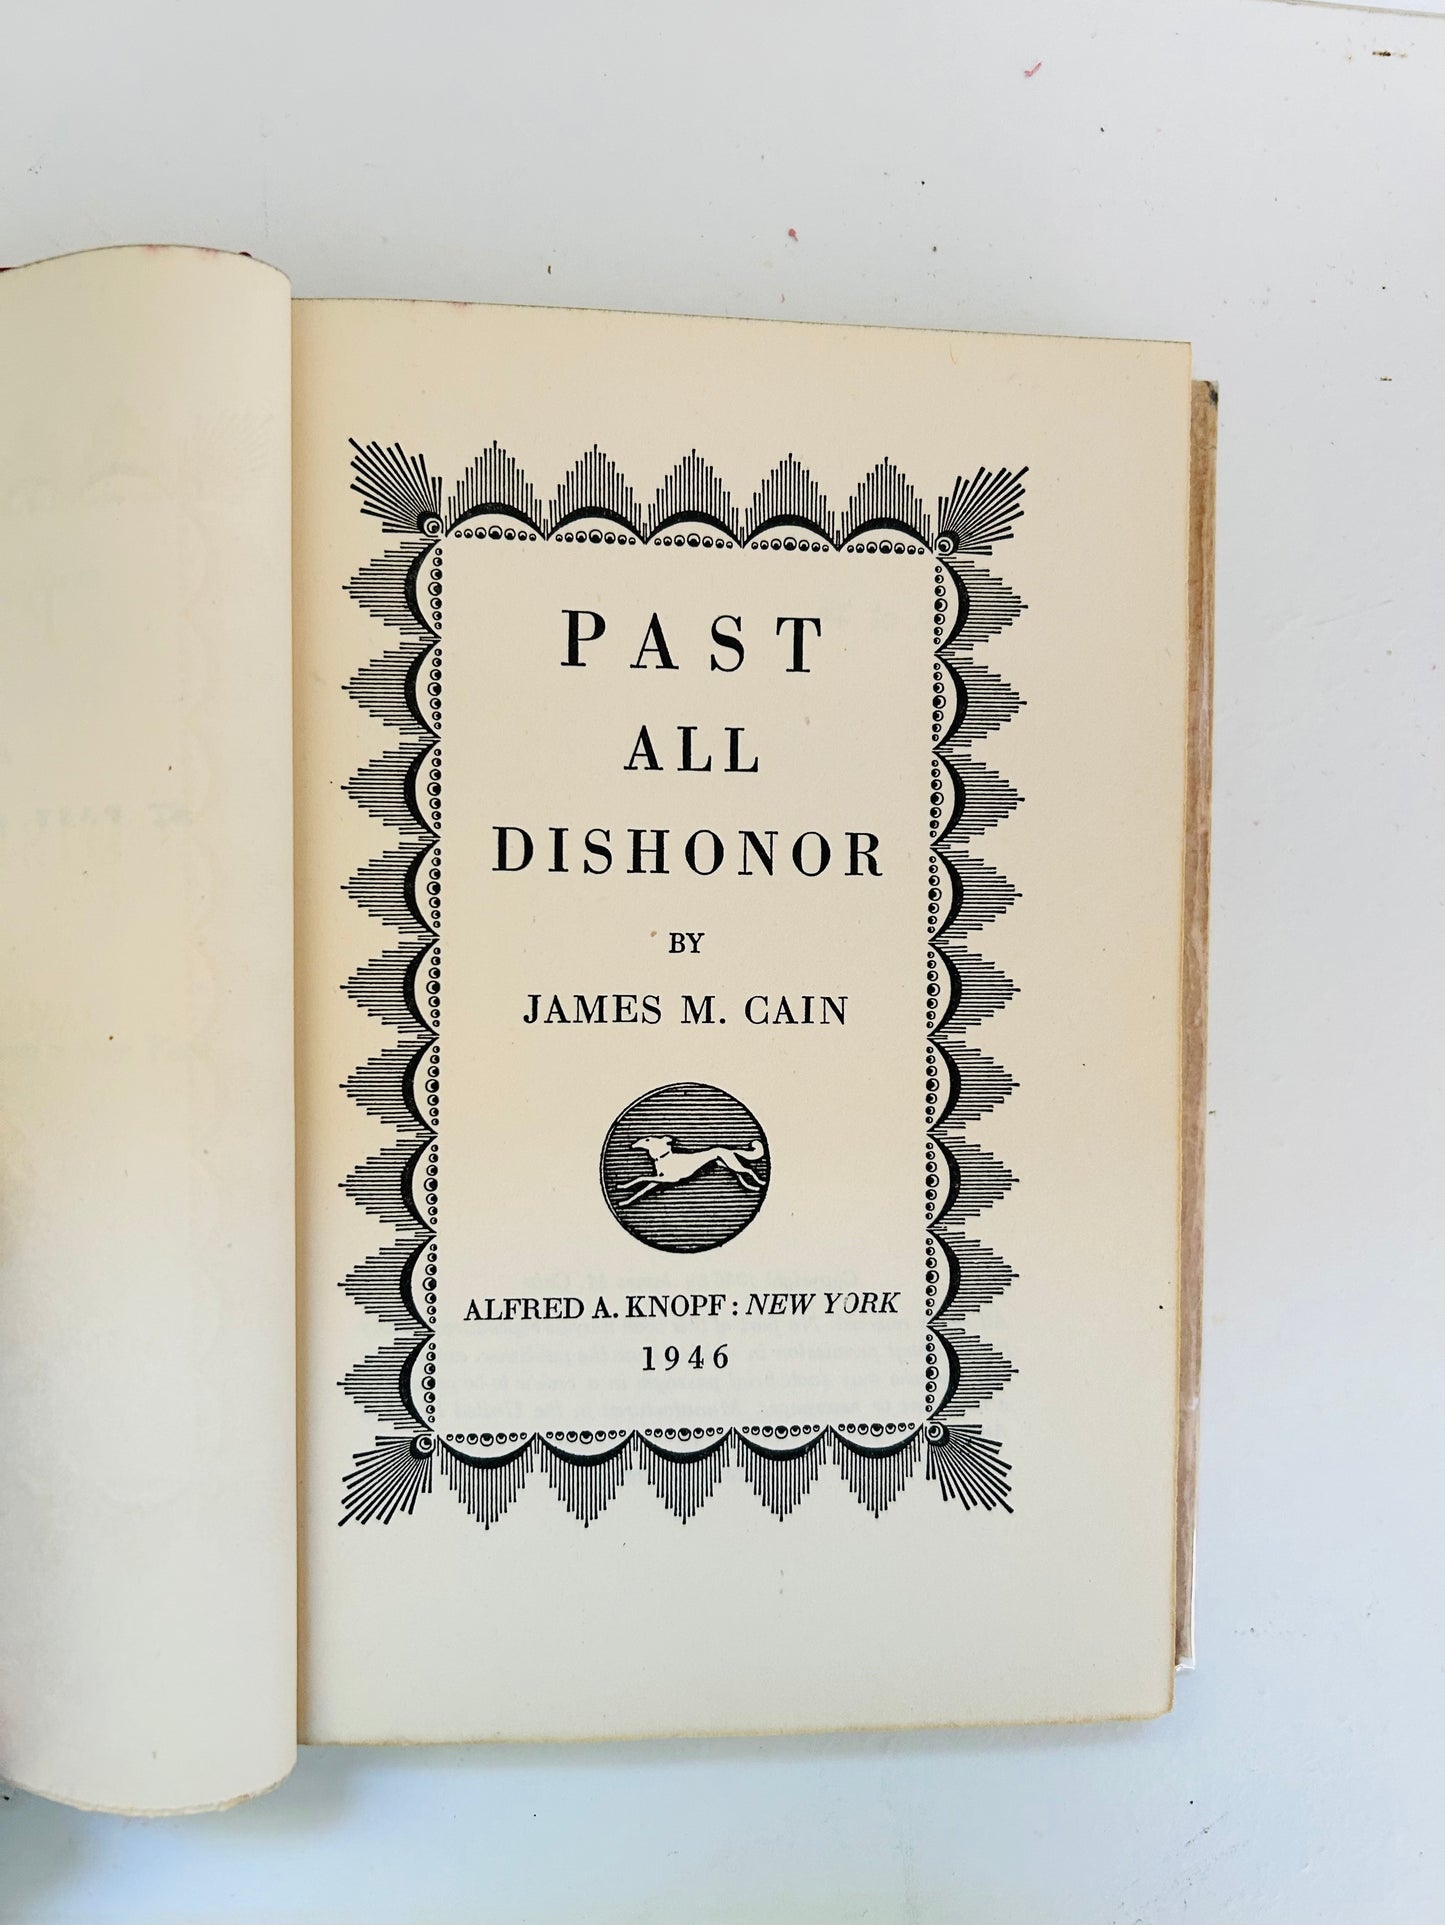 PAST
ALL
DISHONOR
BY
JAMES M. CAIN
ALFRED A. KNOPF: NEW YORK
1946